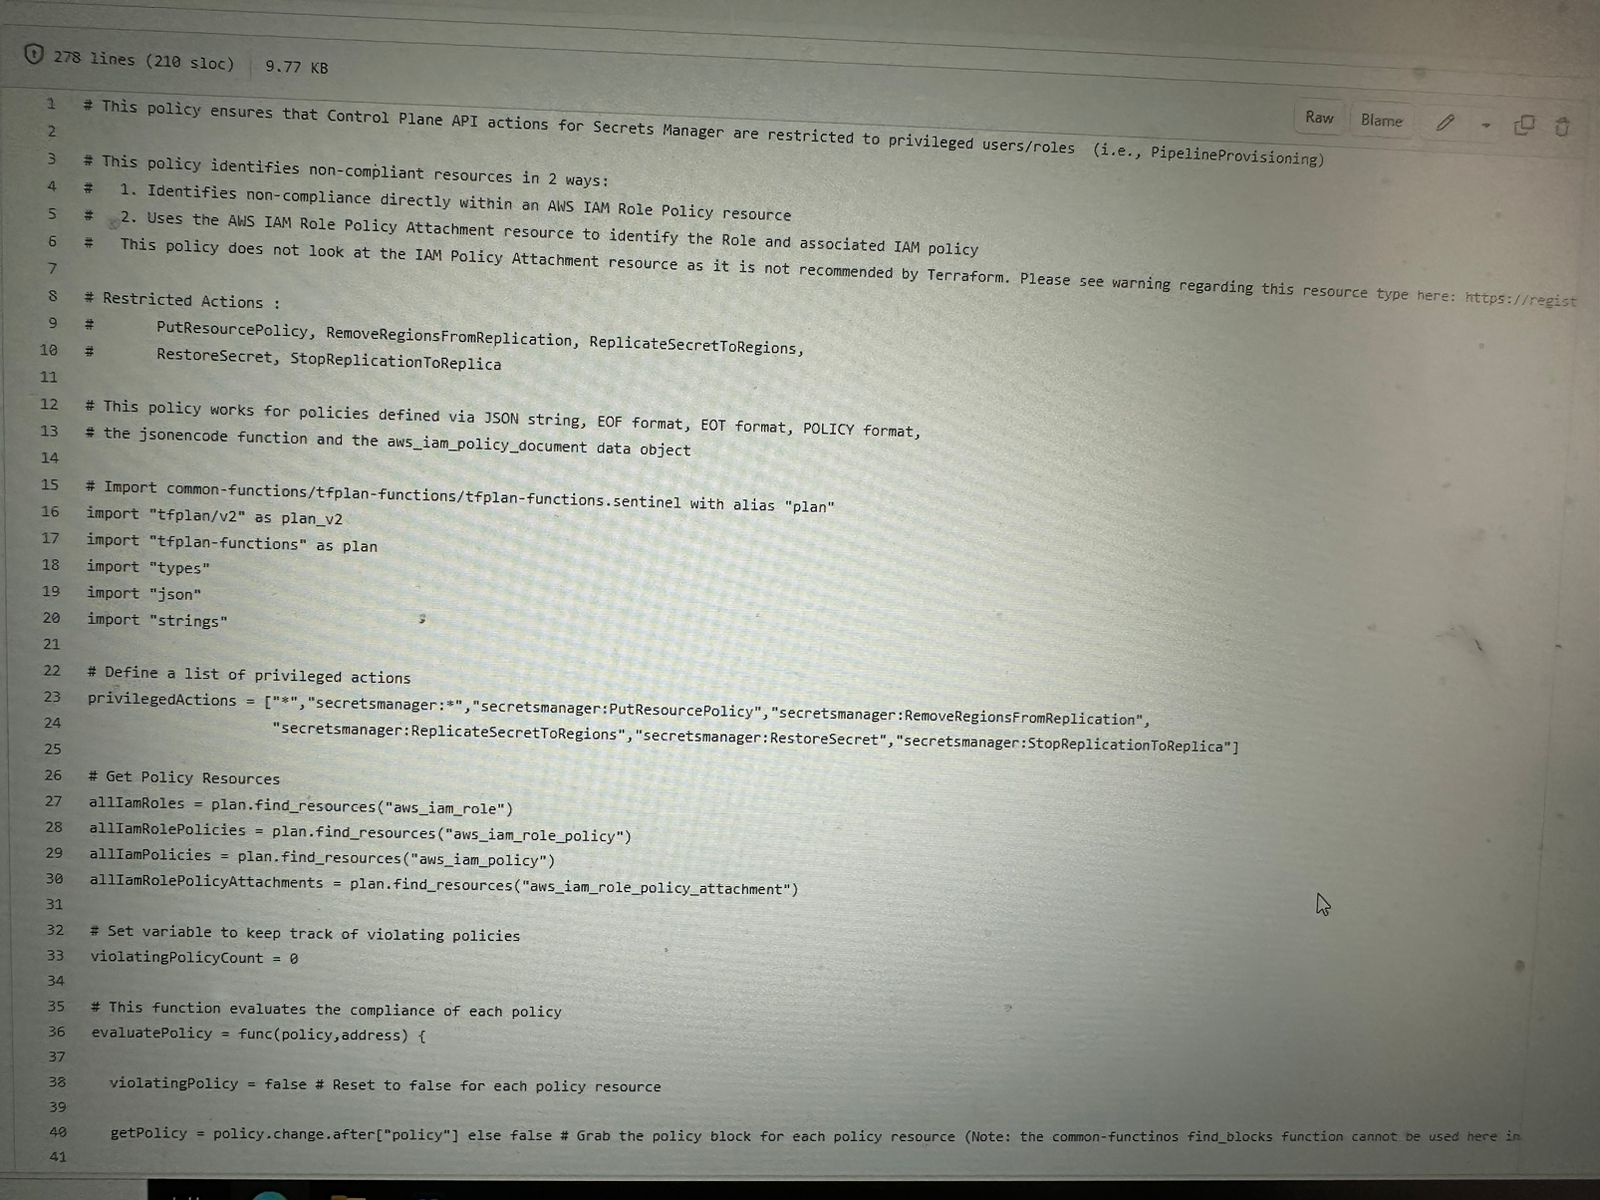 278 lines (210 sloc) 9.77 KB
Raw Blame
1 # This policy ensures that Control Plane API actions for Secrets Manager are restricted to privileged users/roles (i.e., PipelineProvisioning)
2
3 # This policy identifies non-compliant resources in 2 ways:
4 # 1. Identifies non-compliance directly within an AWS IAM Role Policy resource
5 # 2. Uses the AWS IAM Role Policy Attachment resource to identify the Role and associated IAM policy
6 # This policy does not look at the IAM Policy Attachment resource as it is not recommended by Terraform. Please see warning regarding this resource type here: https://regist
7
8 # Restricted Actions :
9 # PutResourcePolicy, RemoveRegionsFromReplication, ReplicateSecretToRegions,
10 # RestoreSecret, StopReplicationToReplica
11
12 # This policy works for policies defined via JSON string, EOF format, EOT format, POLICY format,
13 # the jsonencode function and the aws_iam_policy_document data object
14
15 # Import common-functions/tfplan-functions/tfplan-functions.sentinel with alias "plan"
16 import "tfplan/v2" as plan_v2
17 import "tfplan-functions" as plan
18 import "types"
19 import "json"
20 import "strings"
21
22 # Define a list of privileged actions
23 privilegedActions = ["*","secretsmanager:*","secretsmanager:PutResourcePolicy","secretsmanager:RemoveRegionsFromReplication",
24 "secretsmanager:ReplicateSecretToRegions","secretsmanager:RestoreSecret","secretsmanager:StopReplicationToReplica"]
25
26 # Get Policy Resources
27 allIamRoles = plan.find_resources("aws_iam_role")
28 allIamRolePolicies = plan.find_resources("aws_iam_role_policy")
29 allIamPolicies = plan.find_resources("aws_iam_policy")
30 allIamRolePolicyAttachments = plan.find_resources("aws_iam_role_policy_attachment")
31
32 # Set variable to keep track of violating policies
33 violatingPolicyCount = 0
34
35 # This function evaluates the compliance of each policy
36 evaluatePolicy = func(policy,address) {
37
38 violatingPolicy = false # Reset to false for each policy resource
39
40 getPolicy = policy.change.after["policy"] else false # Grab the policy block for each policy resource (Note: the common-functinos find_blocks function cannot be used here in
41